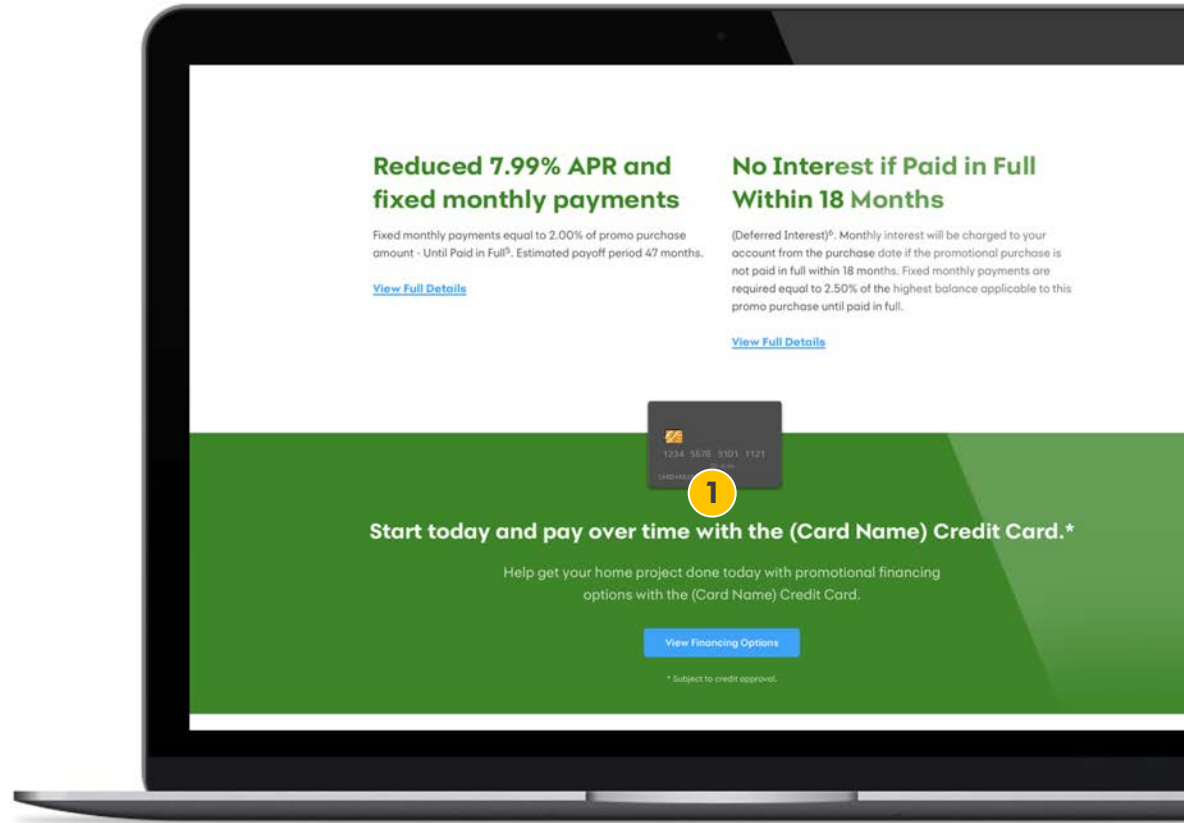 Reduced 7.99% APR and
fixed monthly payments
Fixed monthly payments equal to 2.00% of promo purchase
amount - Until Paid in Full⁵. Estimated payoff period 47 months.
View Full Details
No Interest if Paid in Full
Within 18 Months
(Deferred Interest)⁶. Monthly interest will be charged to your
account from the purchase date if the promotional purchase is
not paid in full within 18 months. Fixed monthly payments are
required equal to 2.50% of the highest balance applicable to this
promo purchase until paid in full.
View Full Details
1234 5678 9101 1121
1
Start today and pay over time with the (Card Name) Credit Card.*
Help get your home project done today with promotional financing
options with the (Card Name) Credit Card.
View Financing Options
* Subject to credit approval.